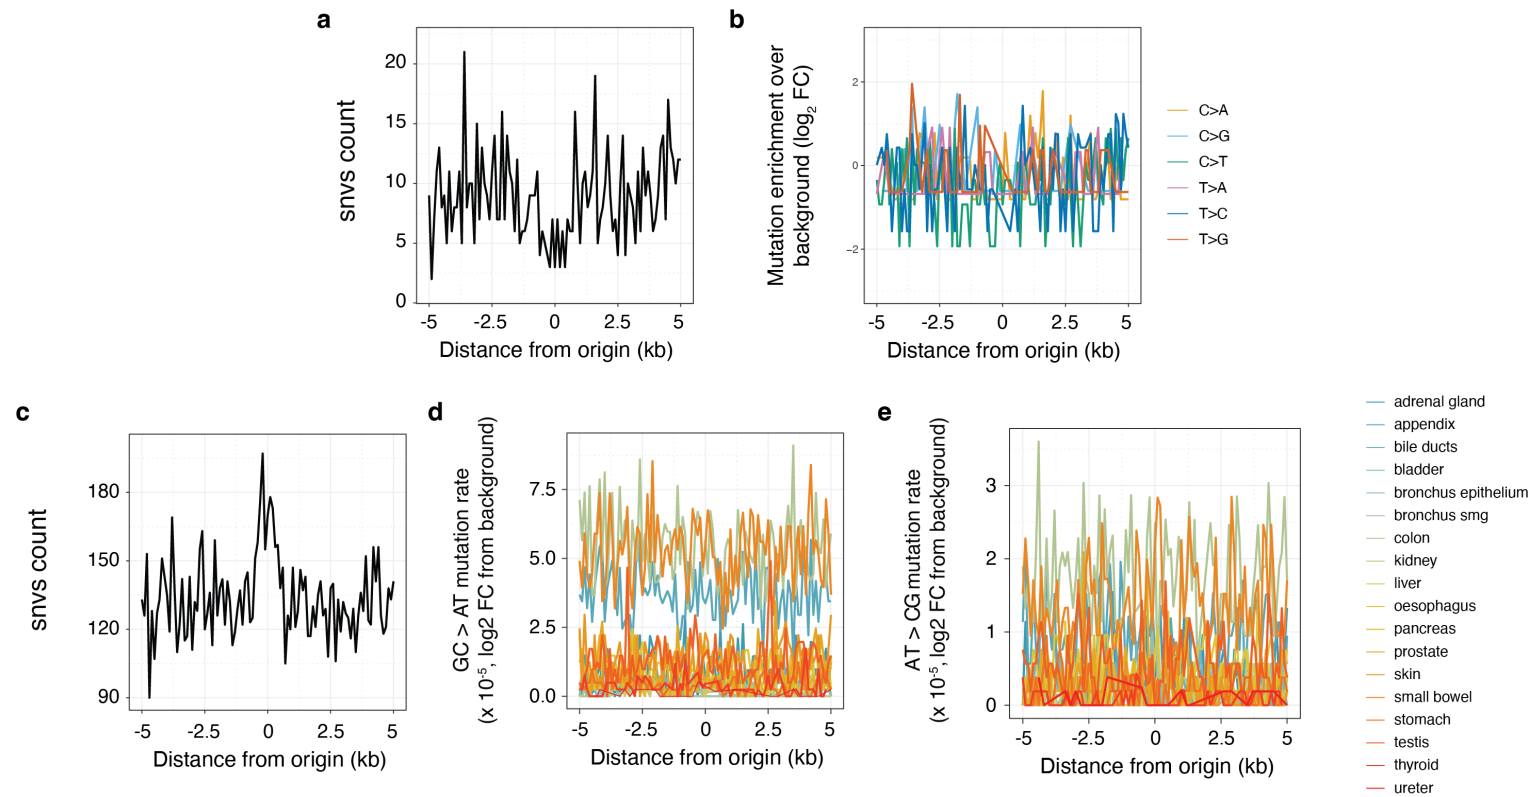 a
snvs count
20
15
10
5
0
-5 -2.5 0 2.5 5
Distance from origin (kb)
b
Mutation enrichment over
background (log2 FC)
2
0
−2
-5 -2.5 0 2.5 5
Distance from origin (kb)
C>A
C>G
C>T
T>A
T>C
T>G
c
snvs count
180
150
120
90
-5 -2.5 0 2.5 5
Distance from origin (kb)
d
GC > AT mutation rate
(x 10-5, log2 FC from background)
7.5
5.0
2.5
0.0
-5 -2.5 0 2.5 5
Distance from origin (kb)
e
AT > CG mutation rate
(x 10-5, log2 FC from background)
3
2
1
0
-5 -2.5 0 2.5 5
Distance from origin (kb)
adrenal gland
appendix
bile ducts
bladder
bronchus epithelium
bronchus smg
colon
kidney
liver
oesophagus
pancreas
prostate
skin
small bowel
stomach
testis
thyroid
ureter